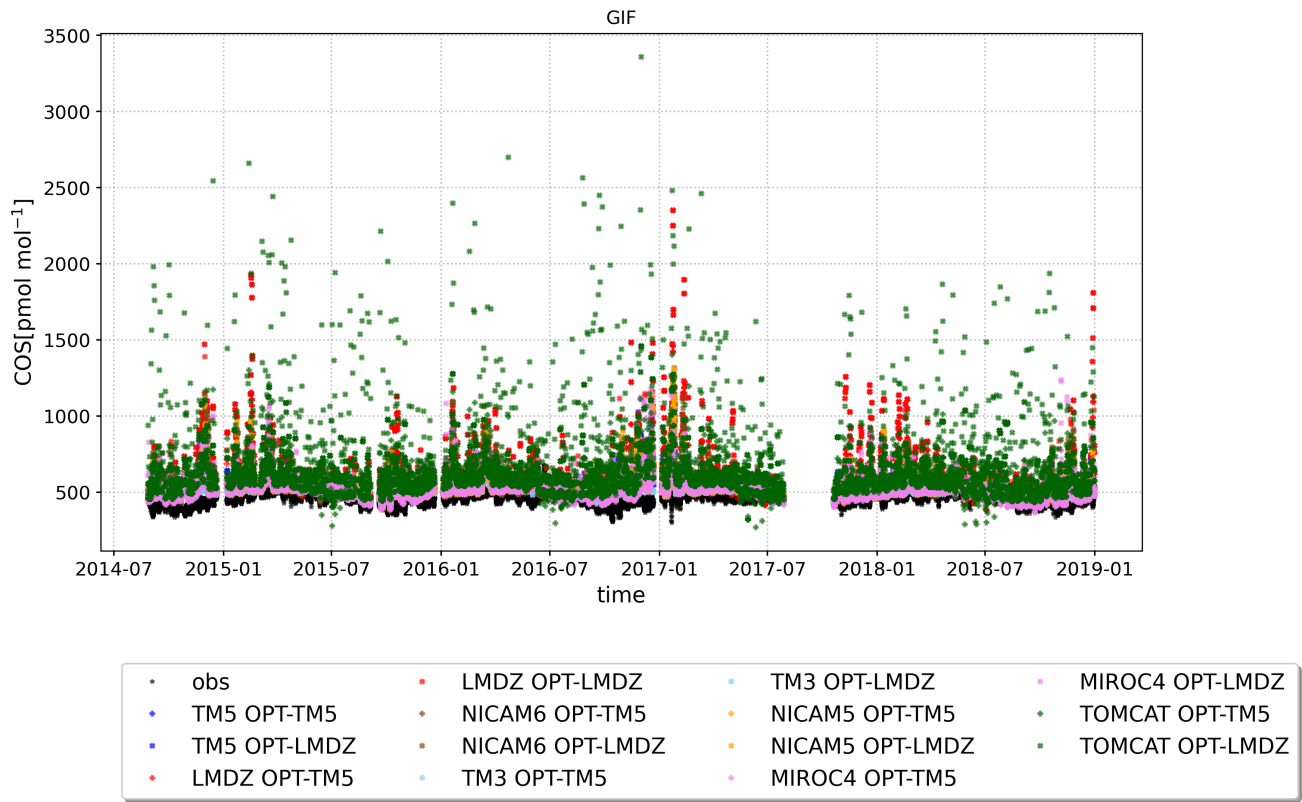 GIF
3500
3000
2500
2000
1500
1000
500
COS[pmol mol⁻¹]
2014-07 2015-01 2015-07 2016-01 2016-07 2017-01 2017-07 2018-01 2018-07 2019-01
time
obs
TM5 OPT-TM5
TM5 OPT-LMDZ
LMDZ OPT-TM5
LMDZ OPT-LMDZ
NICAM6 OPT-TM5
NICAM6 OPT-LMDZ
TM3 OPT-TM5
TM3 OPT-LMDZ
NICAM5 OPT-TM5
NICAM5 OPT-LMDZ
MIROC4 OPT-TM5
MIROC4 OPT-LMDZ
TOMCAT OPT-TM5
TOMCAT OPT-LMDZ